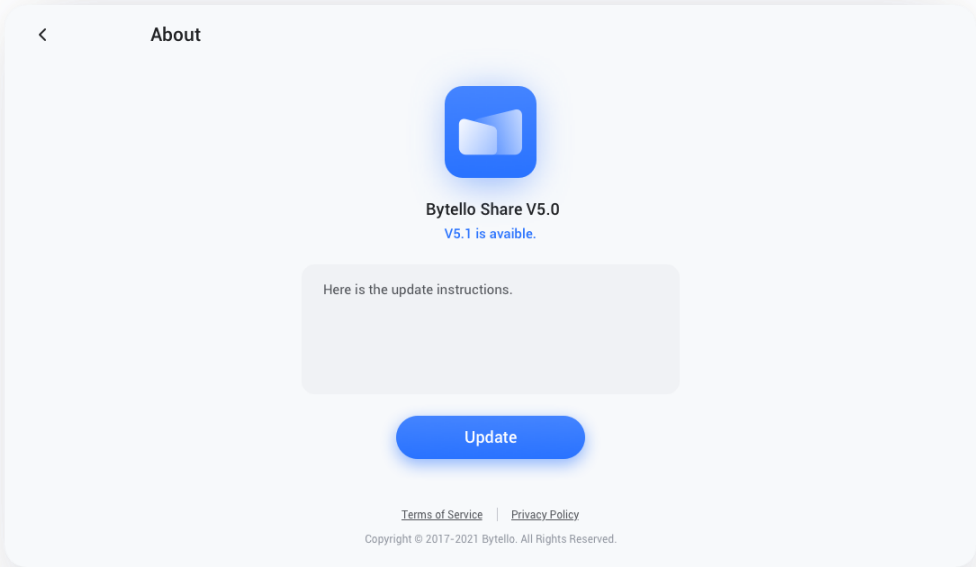 About
Bytello Share V5.0
V5.1 is avaible.
Here is the update instructions.
Update
Terms of Service | Privacy Policy
Copyright © 2017-2021 Bytello. All Rights Reserved.